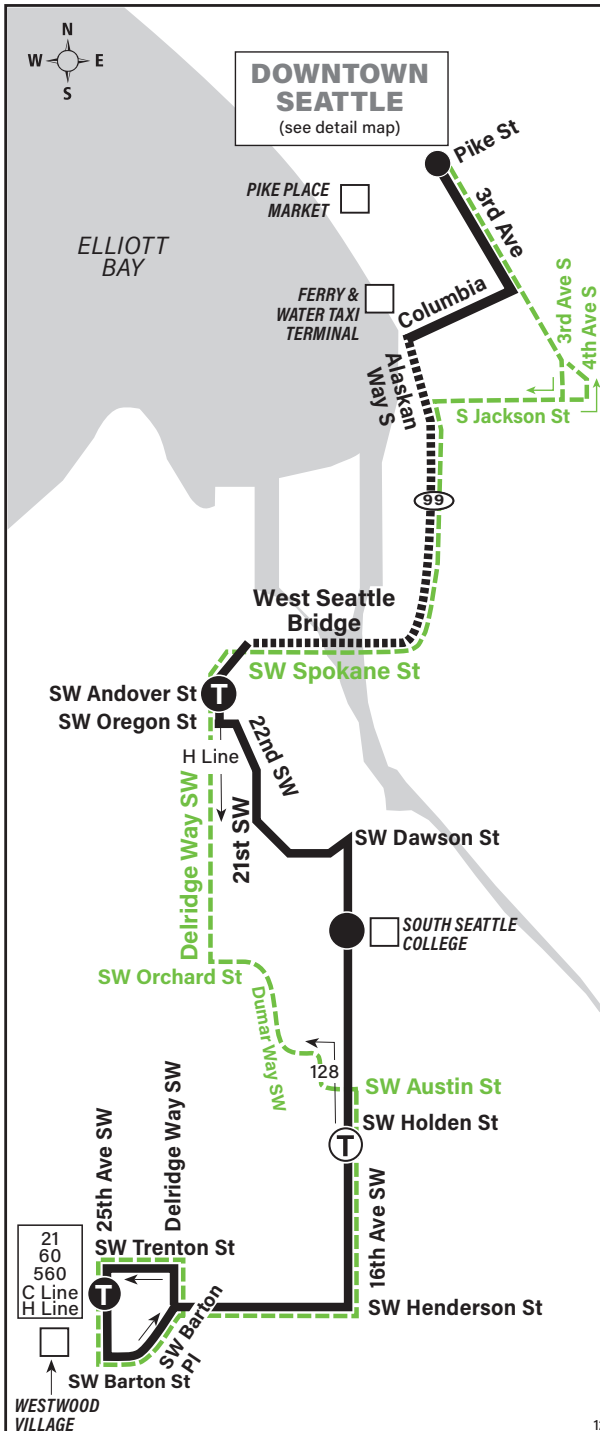 N
W E
S
DOWNTOWN
SEATTLE
(see detail map)
Pike St
PIKE PLACE
MARKET
3rd Ave
ELLIOTT
BAY
FERRY &
WATER TAXI
TERMINAL
Columbia
3rd Ave S
4th Ave S
Alaskan
Way S
S Jackson St
99
West Seattle
Bridge
SW Spokane St
SW Andover St
T
SW Oregon St
22nd SW
H Line
Delridge Way SW
21st SW
SW Dawson St
SOUTH SEATTLE
COLLEGE
SW Orchard St
Dumar Way SW
128
SW Austin St
SW Holden St
T
16th Ave SW
25th Ave SW
Delridge Way SW
21
60
560
C Line
H Line
SW Trenton St
T
SW Henderson St
SW Barton
Pl
SW Barton St
WESTWOOD
VILLAGE